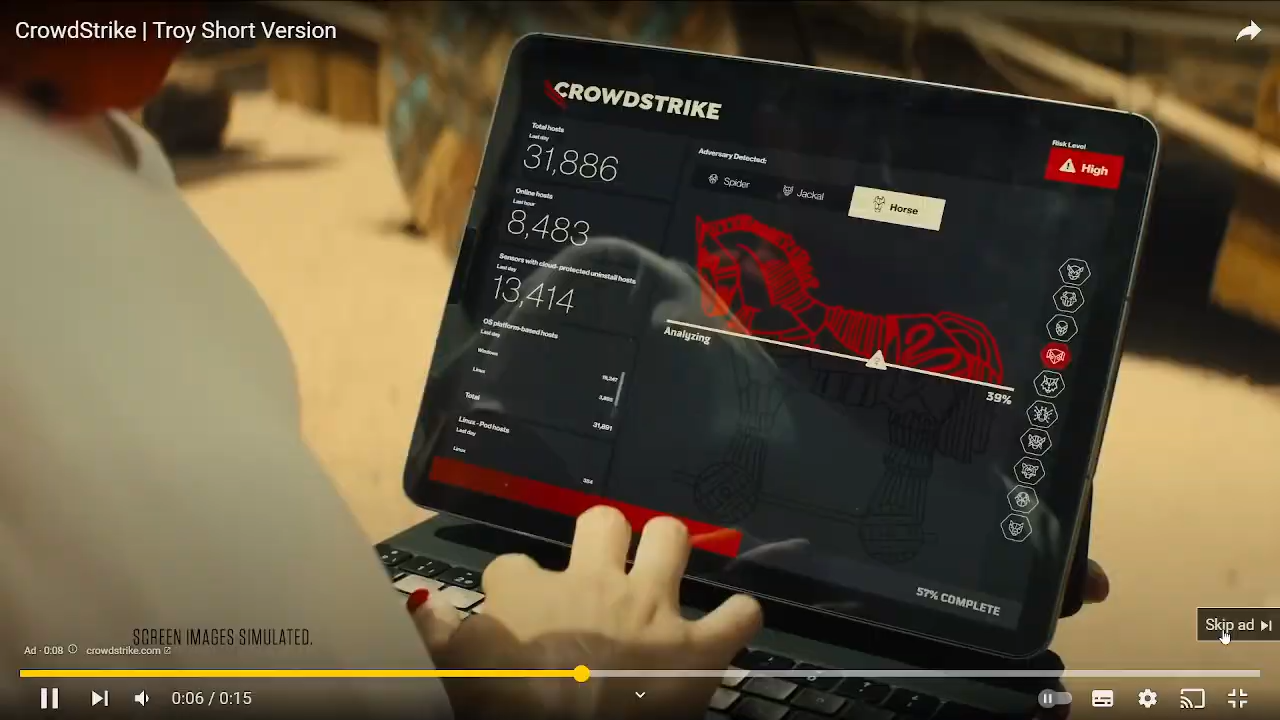 CrowdStrike | Troy Short Version
CROWDSTRIKE
Total hosts
Last day
31,886
Online hosts
Last hour
8,483
Sensors with cloud- protected uninstall hosts
Last day
13,414
OS platform-based hosts
Last day
Windows
Linux
Total
31,891
Linux - Pod hosts
Last day
Linux
384
Adversary Detected:
Spider
Jackal
Horse
Risk Level
High
Analyzing
39%
57% COMPLETE
SCREEN IMAGES SIMULATED.
Skip ad
Ad · 0:08
crowdstrike.com
0:06 / 0:15